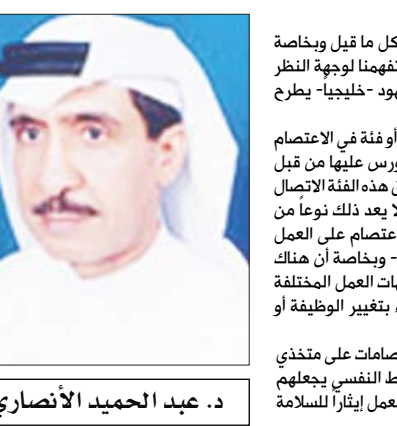 كل ما قيل وبخاصة
تفهمنا لوجهة النظر
هود -خليجياً- يطرح
أو فئة في الاعتصام
ورس عليها من قبل
ن هذه الفئة الاتصال
لا يعد ذلك نوعاً من
عتصام على العمل
- وبخاصة أن هناك
هات العمل المختلفة
ء بتغيير الوظيفة أو
صامات على متخذي
ط النفسي يجعلهم
عمل إيثاراً للسلامة
د. عبد الحميد الأنصاري